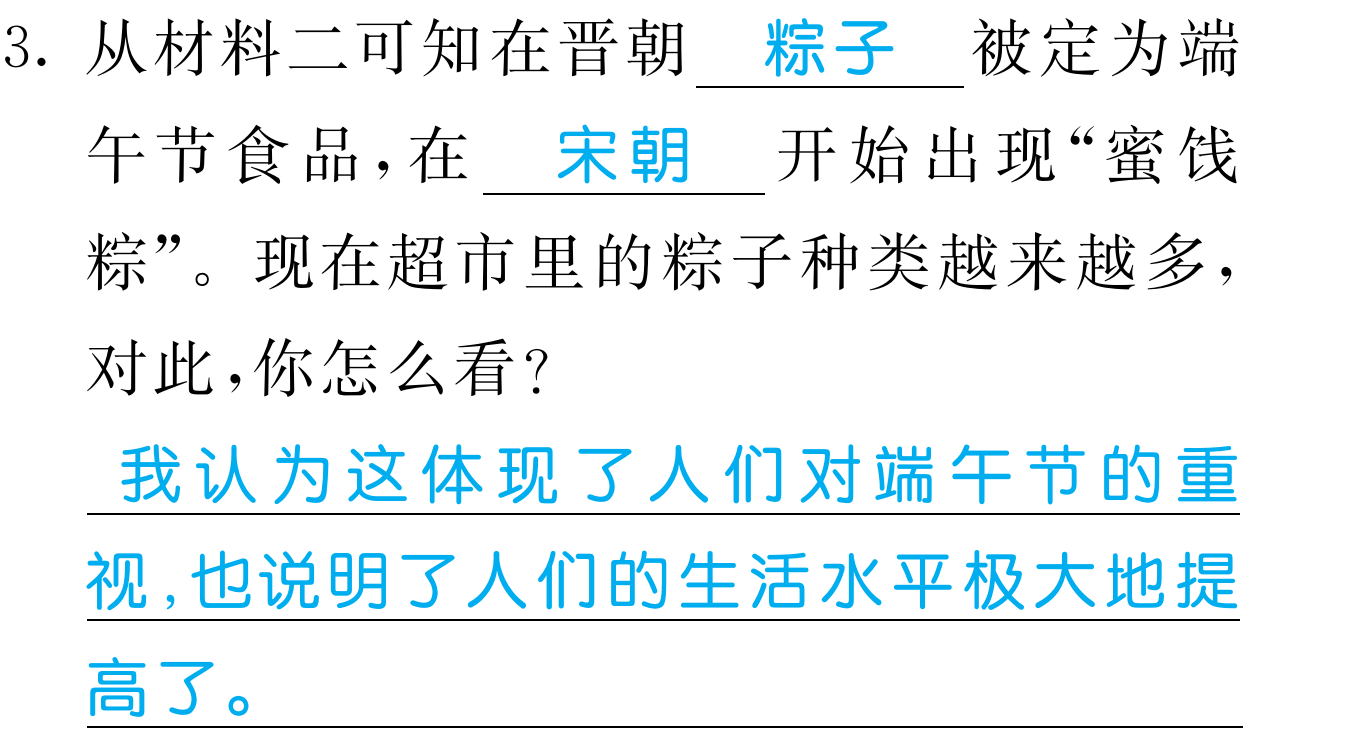 3. 从材料二可知在晋朝 粽子 被定为端
午节食品,在 宋朝 开始出现“蜜饯
粽”。现在超市里的粽子种类越来越多,
对此,你怎么看?
我认为这体现了人们对端午节的重
视,也说明了人们的生活水平极大地提
高了。